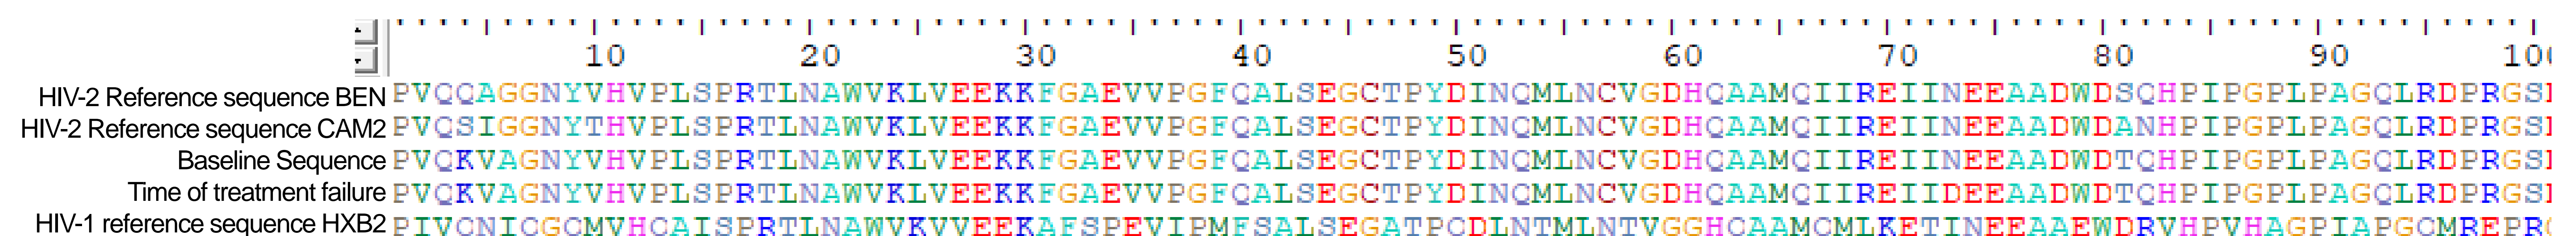 10 20 30 40 50 60 70 80 90 10
HIV-2 Reference sequence BEN PVQQAGGNYVHVPLSPRTLNAWVKLVEEKKFGAEVVPGFQALSEGCTPYDINQMLNCVGDHQAAMQIIREIINEEAADWDSQHPIPGPLPAGQLRDPRGS
HIV-2 Reference sequence CAM2 PVQSIGGNYTHVPLSPRTLNAWVKLVEEKKFGAEVVPGFQALSEGCTPYDINQMLNCVGDHQAAMQIIREIINEEAADWDANHPIPGPLPAGQLRDPRGS
Baseline Sequence PVQKVAGNYVHVPLSPRTLNAWVKLVEEKKFGAEVVPGFQALSEGCTPYDINQMLNCVGDHQAAMQIIREIINEEAADWDTQHPIPGPLPAGQLRDPRGS
Time of treatment failure PVQKVAGNYVHVPLSPRTLNAWVKLVEEKKFGAEVVPGFQALSEGCTPYDINQMLNCVGDHQAAMQIIREIIDEEAADWDTQHPIPGPLPAGQLRDPRGS
HIV-1 reference sequence HXB2